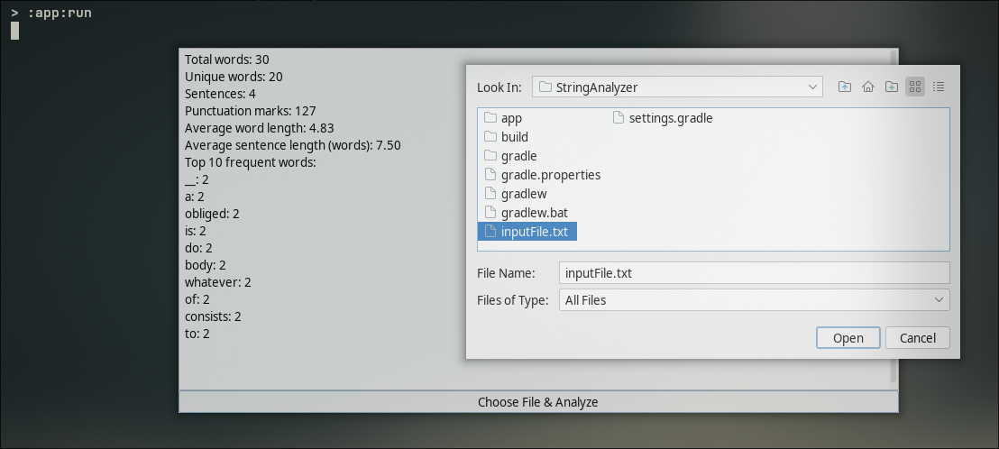 > :app:run
Total words: 30
Unique words: 20
Sentences: 4
Punctuation marks: 127
Average word length: 4.83
Average sentence length (words): 7.50
Top 10 frequent words:
__: 2
a: 2
obliged: 2
is: 2
do: 2
body: 2
whatever: 2
of: 2
consists: 2
to: 2
Choose File & Analyze
Look In: StringAnalyzer
app
build
gradle
gradle.properties
gradlew
gradlew.bat
inputFile.txt
settings.gradle
File Name: inputFile.txt
Files of Type: All Files
Open Cancel